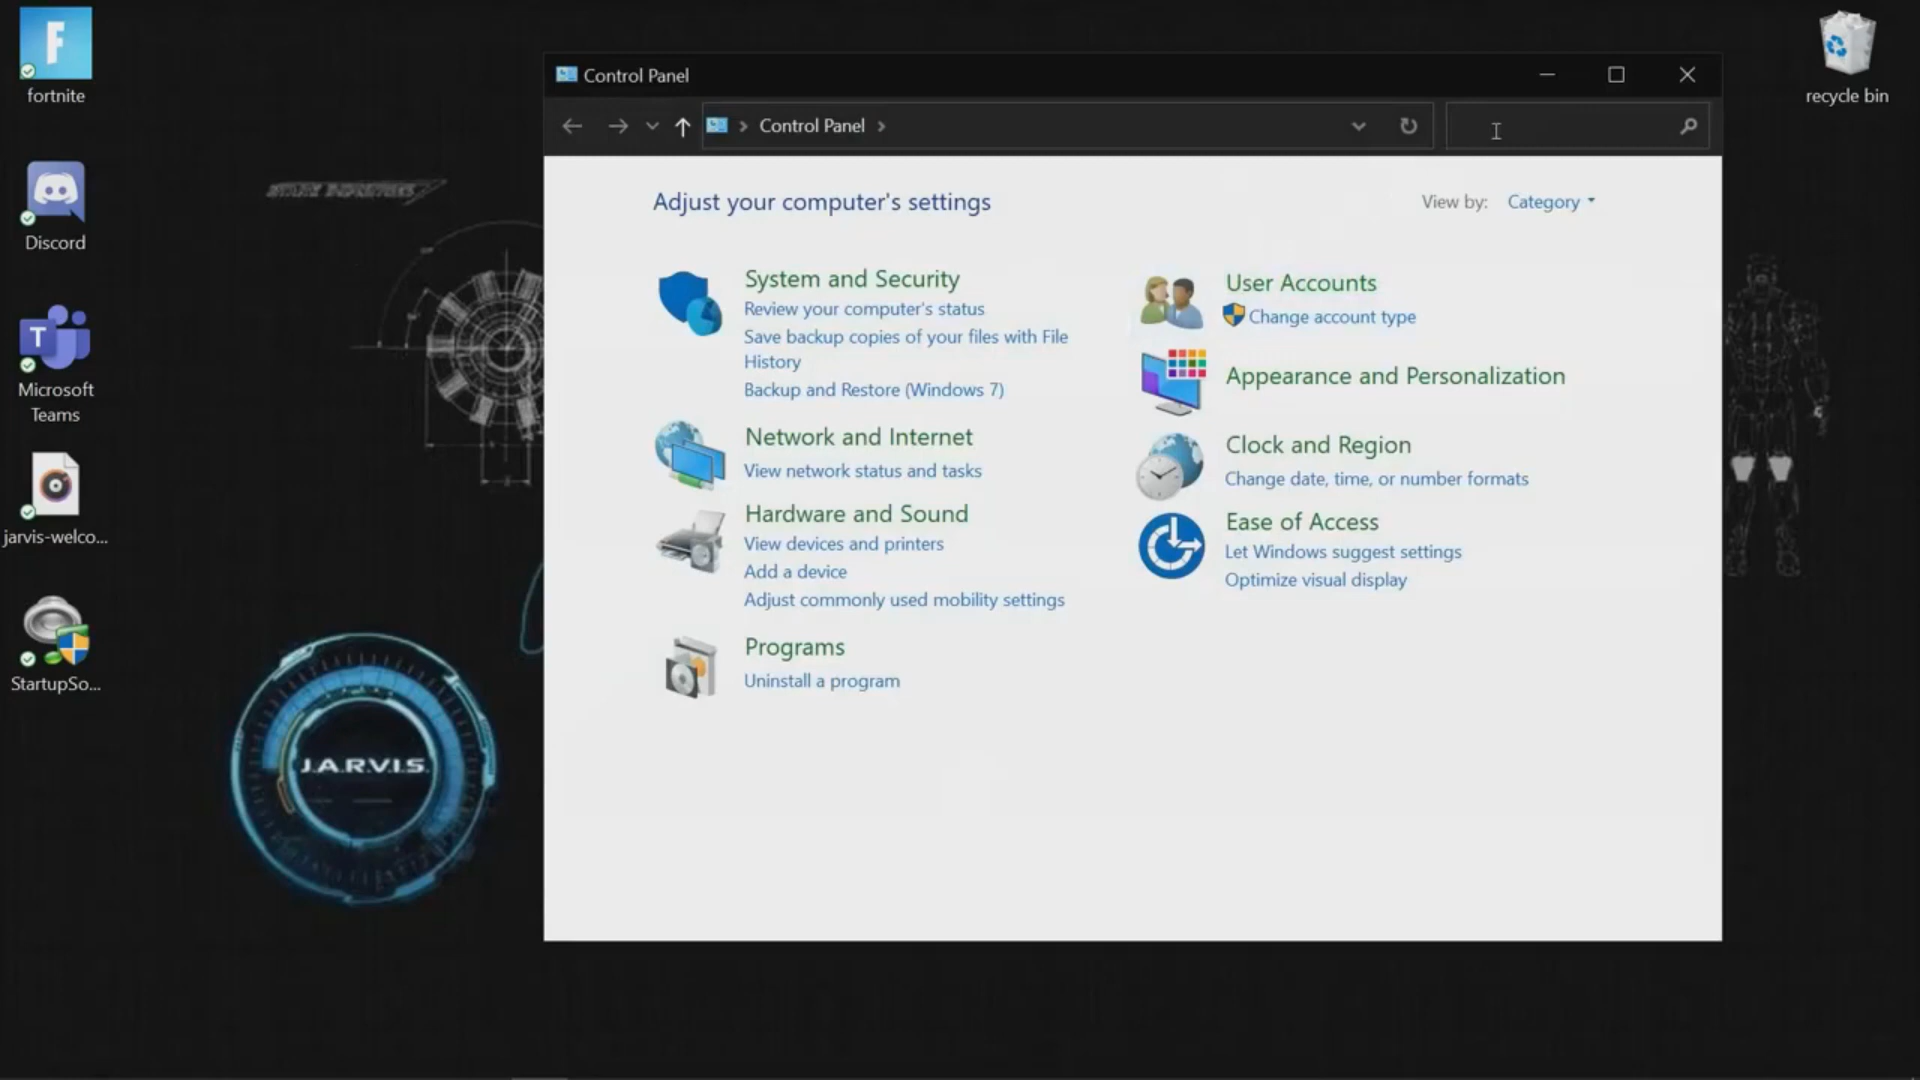 fortnite
Discord
Microsoft
Teams
jarvis-welco...
StartupSo...
STARK INDUSTRIES
J.A.R.V.I.S.
recycle bin
Control Panel
Control Panel
Adjust your computer's settings
View by: Category
System and Security
Review your computer's status
Save backup copies of your files with File
History
Backup and Restore (Windows 7)
Network and Internet
View network status and tasks
Hardware and Sound
View devices and printers
Add a device
Adjust commonly used mobility settings
Programs
Uninstall a program
User Accounts
Change account type
Appearance and Personalization
Clock and Region
Change date, time, or number formats
Ease of Access
Let Windows suggest settings
Optimize visual display